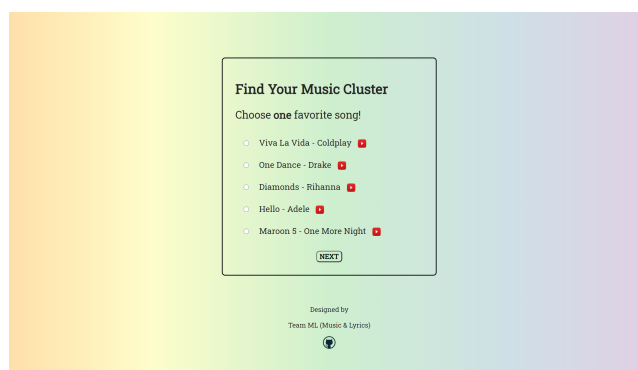 Find Your Music Cluster
Choose one favorite song!
Viva La Vida - Coldplay
One Dance - Drake
Diamonds - Rihanna
Hello - Adele
Maroon 5 - One More Night
NEXT
Designed by
Team ML (Music & Lyrics)